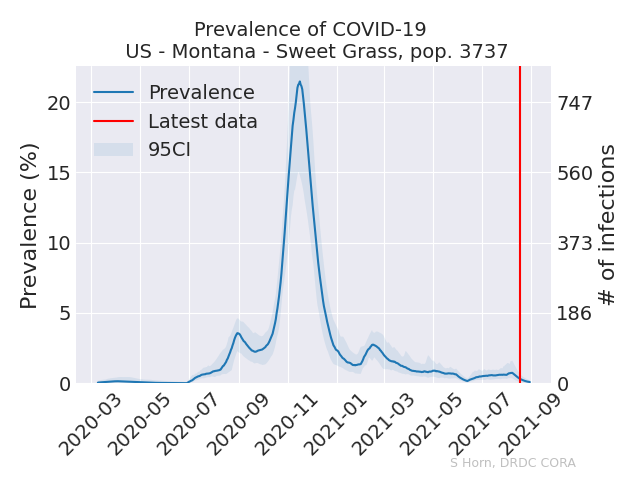 Prevalence of COVID-19
US - Montana - Sweet Grass, pop. 3737
Prevalence
Latest data
95CI
Prevalence (%)
20
15
10
5
0
# of infections
747
560
373
186
0
2020-03
2020-05
2020-07
2020-09
2020-11
2021-01
2021-03
2021-05
2021-07
2021-09
S Horn, DRDC CORA